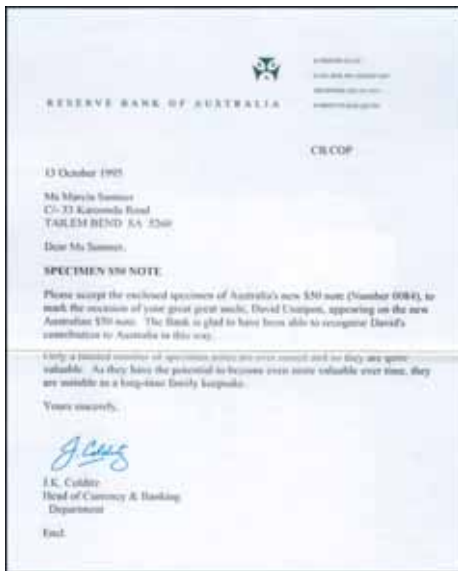 RESERVE BANK OF AUSTRALIA
CB COP
13 October 1995
Ms Marcia
C/- 33 Karoonda Road
TAILEM BEND SA 5260
Dear Ms
SPECIMEN $50 NOTE
Please accept the enclosed specimen of Australia's new $50 note (Number 0084), to
mark the occasion of your great great uncle, David Unaipon, appearing on the new
Australian $50 note. The Bank is glad to have been able to recognise David's
contribution to Australia in this way.
Only a limited number of specimen notes are ever issued and so they are quite
valuable. As they have the potential to become even more valuable over time, they
are suitable as a long-time family keepsake.
Yours sincerely,
J.K. Colditz
Head of Currency & Banking
Department
Encl.